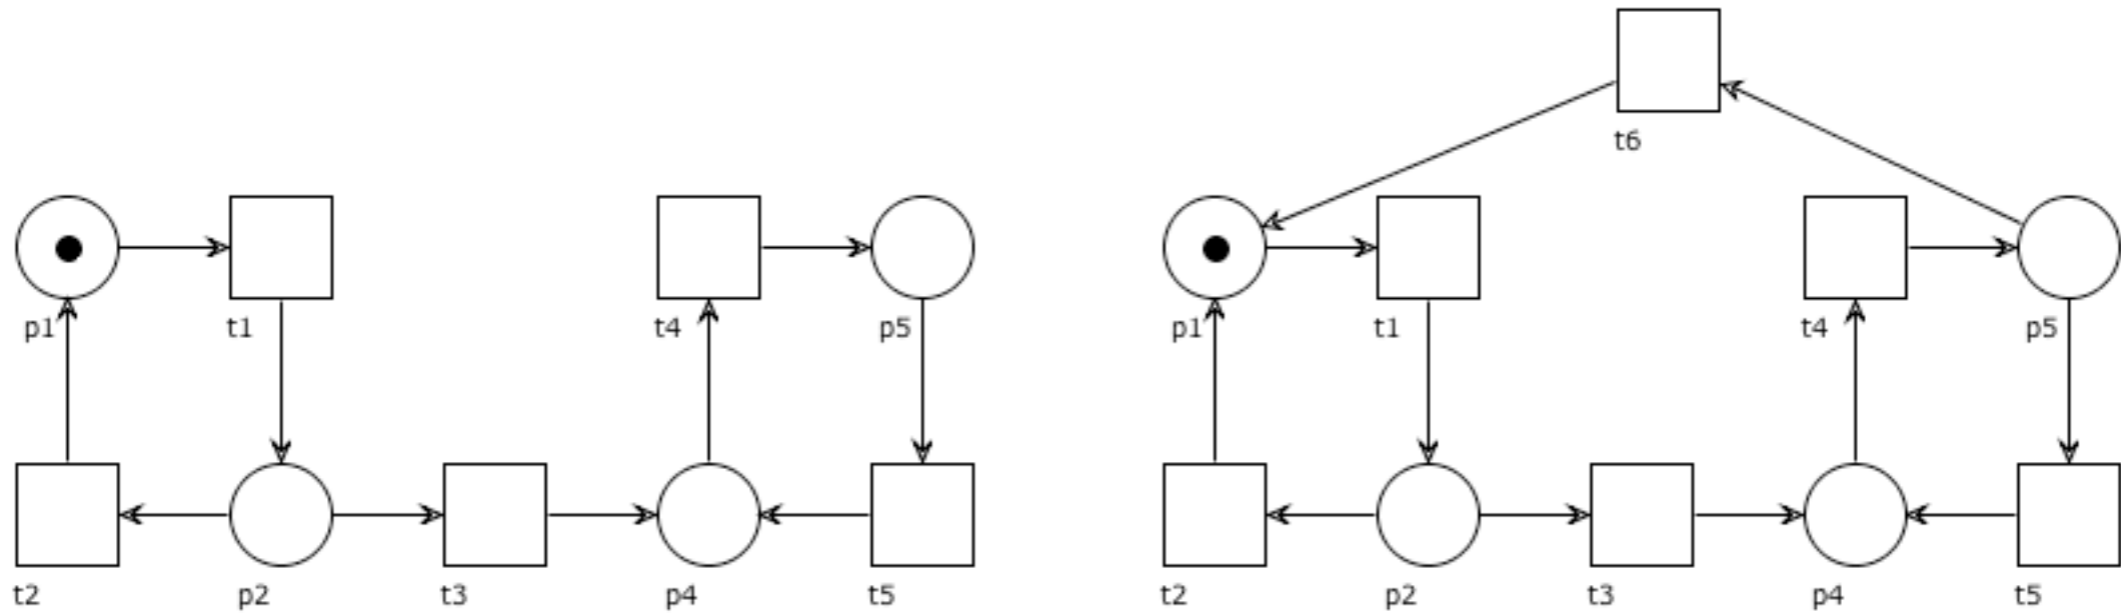 t6
p1 t1 t4 p5 p1 t1 t4 p5
t2 p2 t3 p4 t5 t2 p2 t3 p4 t5